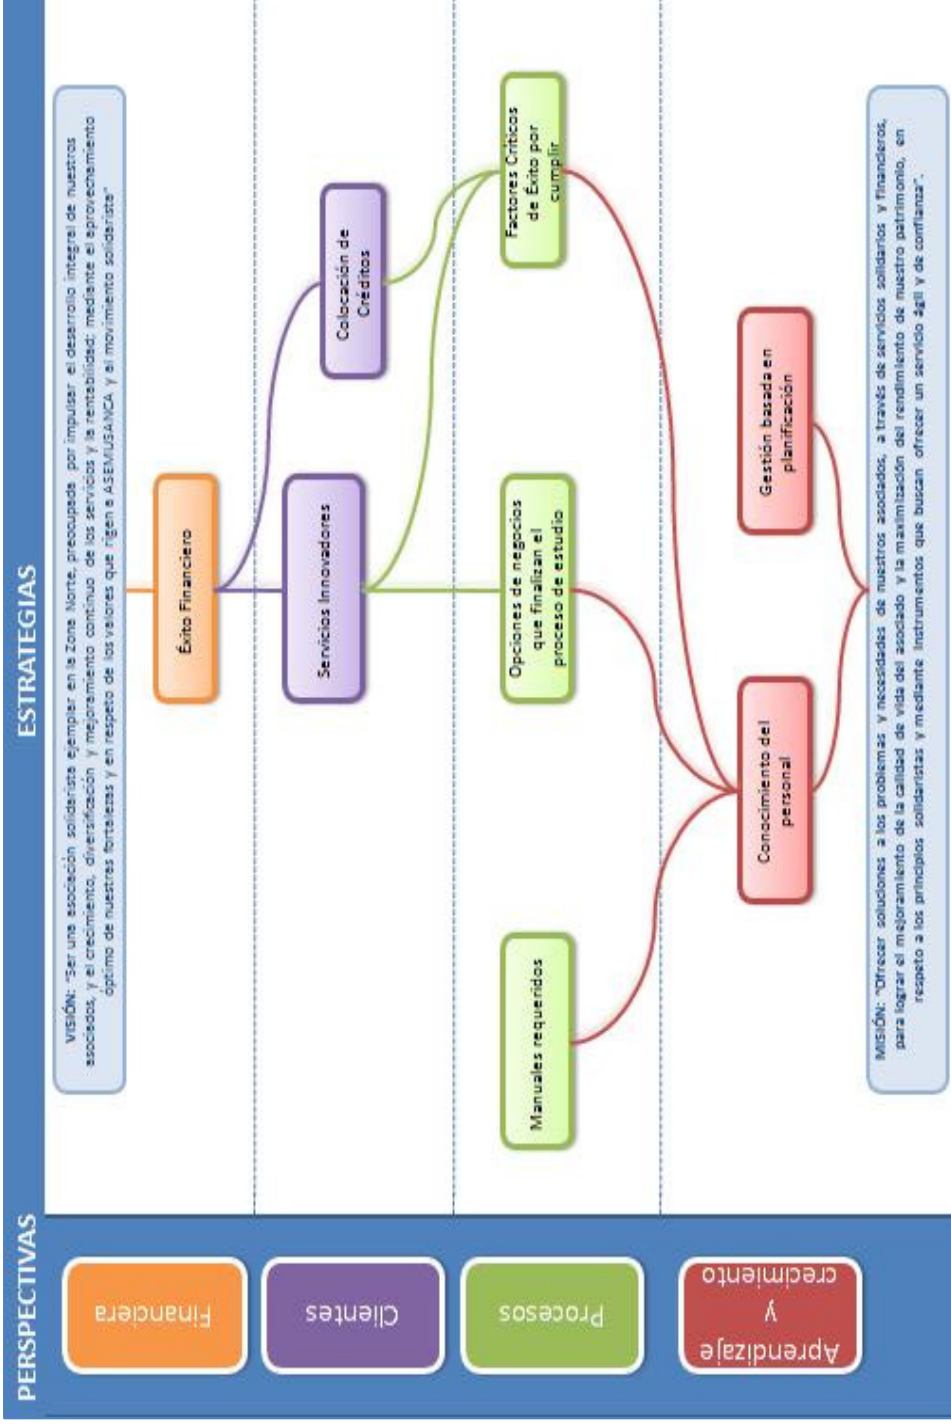 PERSPECTIVAS
ESTRATEGIAS
Financiera
VISIÓN: "Ser una asociación solidarista ejemplar en la Zona Norte, preocupada por impulsar el desarrollo integral de nuestros
asociados, y el crecimiento, diversificación y mejoramiento continuo de los servicios y la rentabilidad; mediante el aprovechamiento
óptimo de nuestras fortalezas y en respeto de los valores que rigen a ASEMUSANCA y al movimiento solidarista"
Éxito Financiero
Clientes
Servicios Innovadores
Colocación de
Créditos
Procesos
Manuales requeridos
Opciones de negocios
que finalizan el
proceso de estudio
Factores Críticos
de Éxito por
cumplir
Aprendizaje
y
crecimiento
Conocimiento del
personal
Gestión basada en
planificación
MISIÓN: "Ofrecer soluciones a los problemas y necesidades de nuestros asociados, a través de servicios solidarios y financieros,
para lograr el mejoramiento de la calidad de vida del asociado y la maximización del rendimiento de nuestro patrimonio, en
respeto a los principios solidaristas y mediante instrumentos que buscan ofrecer un servicio ágil y de confianza".